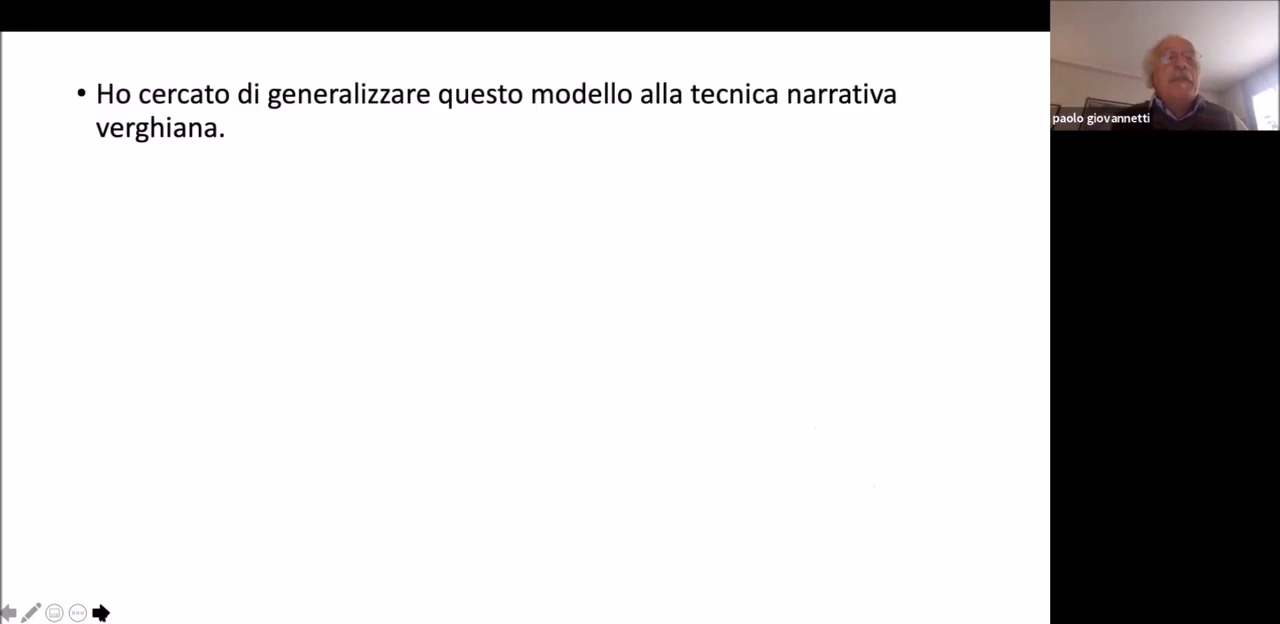 • Ho cercato di generalizzare questo modello alla tecnica narrativa
verghiana.
paolo giovannetti